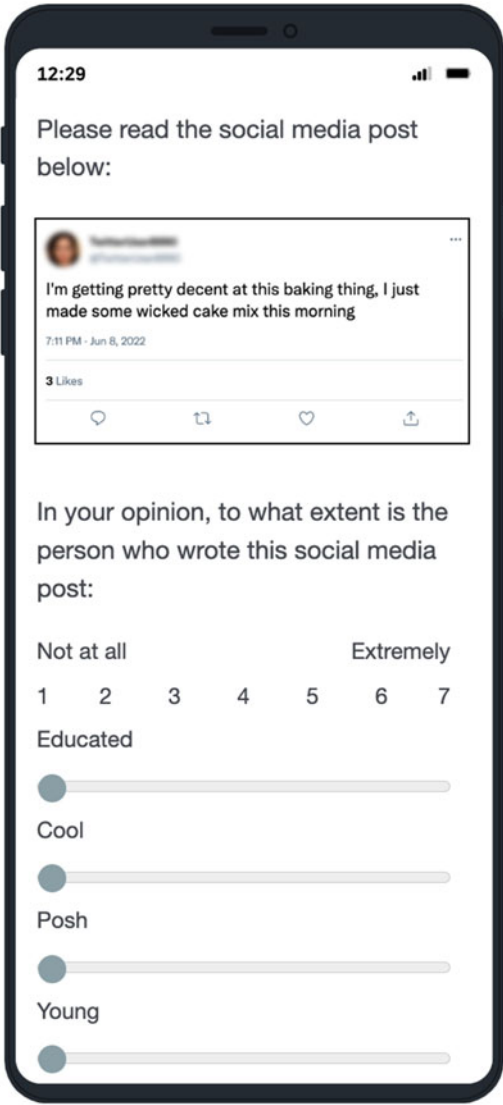 12:29
Please read the social media post
below:
I'm getting pretty decent at this baking thing, I just
made some wicked cake mix this morning
7:11 PM - Jun 8, 2022
3 Likes
In your opinion, to what extent is the
person who wrote this social media
post:
Not at all Extremely
1 2 3 4 5 6 7
Educated
Cool
Posh
Young